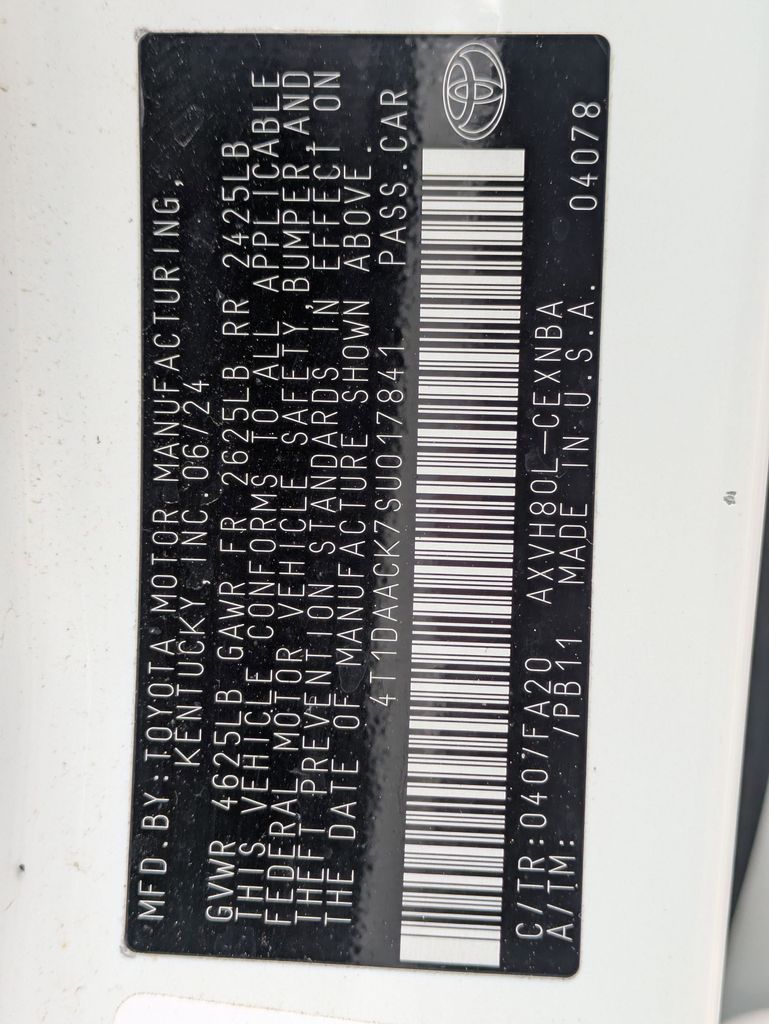 MFD.BY:TOYOTA MOTOR MANUFACTURING,
KENTUCKY,INC.06/24
GVWR 4625LB GAWR FR 2625LB RR 2425LB
THIS VEHICLE CONFORMS TO ALL APPLICABLE
FEDERAL MOTOR VEHICLE SAFETY,BUMPER,AND
THEFT PREVENTION STANDARDS IN EFFECT ON
THE DATE OF MANUFACTURE SHOWN ABOVE.
4T1DAACK7SU017841 PASS.CAR
C/TR:0407FA20 AXVH80L-CEXNBA 04078
A/TM: /PB11 MADE IN U.S.A.